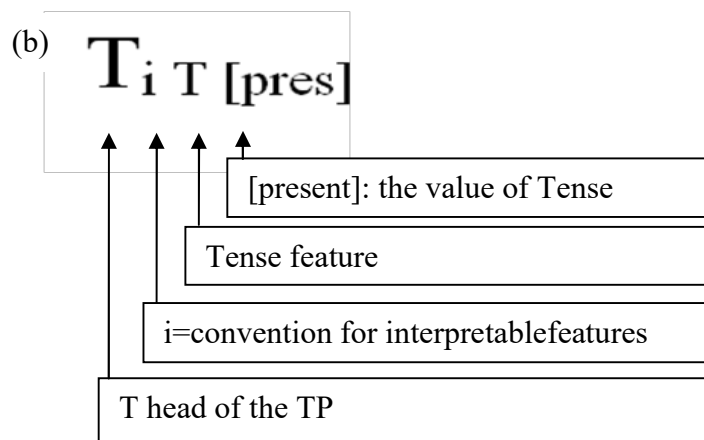 (b) Ti T [pres]
[present]: the value of Tense
Tense feature
i=convention for interpretablefeatures
T head of the TP